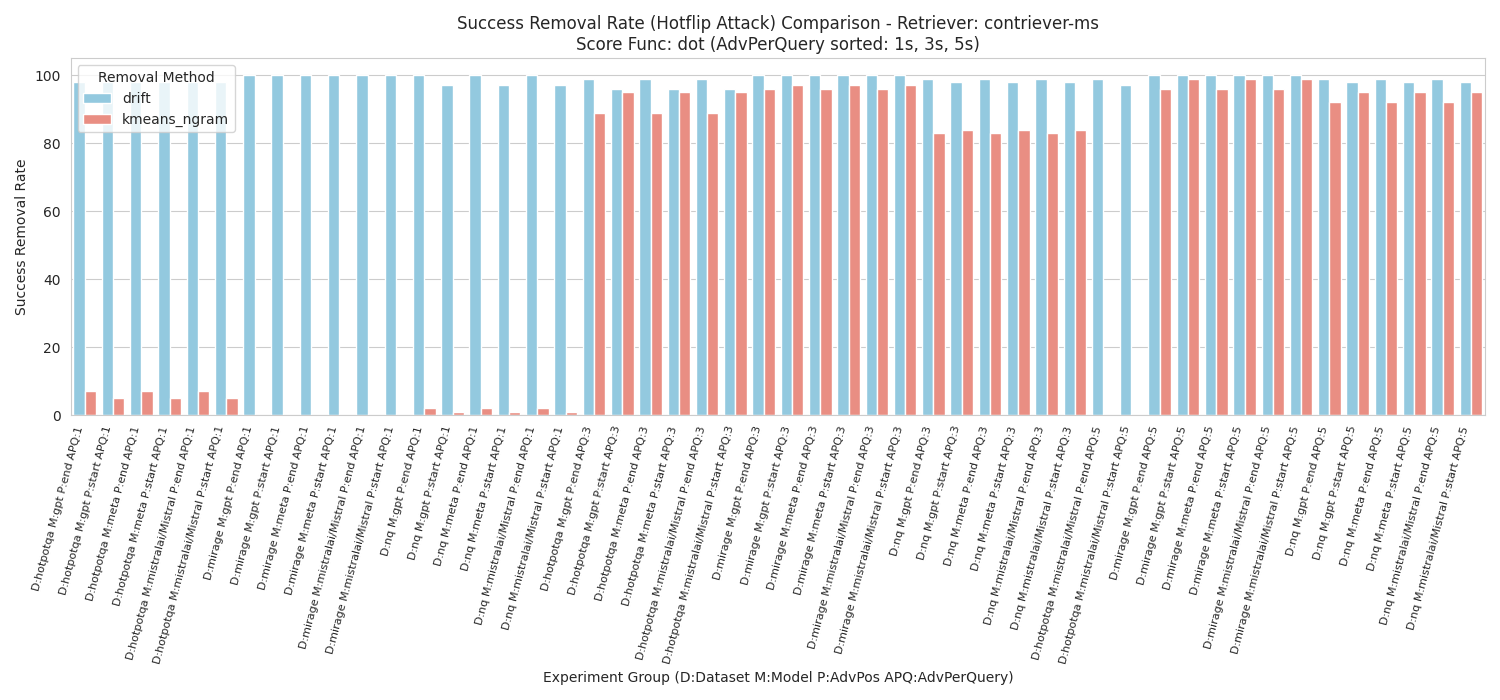 Success Removal Rate (Hotflip Attack) Comparison - Retriever: contriever-ms
Score Func: dot (AdvPerQuery sorted: 1s, 3s, 5s)
Removal Method
drift
kmeans_ngram
Success Removal Rate
100
80
60
40
20
0
D:hotpotqa M:gpt P:end APQ:1
D:hotpotqa M:gpt P:start APQ:1
D:hotpotqa M:meta P:end APQ:1
D:hotpotqa M:meta P:start APQ:1
D:hotpotqa M:mistralai/Mistral P:end APQ:1
D:hotpotqa M:mistralai/Mistral P:start APQ:1
D:mirage M:gpt P:end APQ:1
D:mirage M:gpt P:start APQ:1
D:mirage M:meta P:end APQ:1
D:mirage M:meta P:start APQ:1
D:mirage M:mistralai/Mistral P:end APQ:1
D:mirage M:mistralai/Mistral P:start APQ:1
D:nq M:gpt P:end APQ:1
D:nq M:gpt P:start APQ:1
D:nq M:meta P:end APQ:1
D:nq M:meta P:start APQ:1
D:nq M:mistralai/Mistral P:end APQ:1
D:nq M:mistralai/Mistral P:start APQ:1
D:hotpotqa M:gpt P:end APQ:3
D:hotpotqa M:gpt P:start APQ:3
D:hotpotqa M:meta P:end APQ:3
D:hotpotqa M:meta P:start APQ:3
D:hotpotqa M:mistralai/Mistral P:end APQ:3
D:hotpotqa M:mistralai/Mistral P:start APQ:3
D:mirage M:gpt P:end APQ:3
D:mirage M:gpt P:start APQ:3
D:mirage M:meta P:end APQ:3
D:mirage M:meta P:start APQ:3
D:mirage M:mistralai/Mistral P:end APQ:3
D:mirage M:mistralai/Mistral P:start APQ:3
D:nq M:gpt P:end APQ:3
D:nq M:gpt P:start APQ:3
D:nq M:meta P:end APQ:3
D:nq M:meta P:start APQ:3
D:nq M:mistralai/Mistral P:end APQ:3
D:nq M:mistralai/Mistral P:start APQ:3
D:hotpotqa M:mistralai/Mistral P:end APQ:5
D:hotpotqa M:mistralai/Mistral P:start APQ:5
D:mirage M:gpt P:end APQ:5
D:mirage M:gpt P:start APQ:5
D:mirage M:meta P:end APQ:5
D:mirage M:meta P:start APQ:5
D:mirage M:mistralai/Mistral P:end APQ:5
D:mirage M:mistralai/Mistral P:start APQ:5
D:nq M:gpt P:end APQ:5
D:nq M:gpt P:start APQ:5
D:nq M:meta P:end APQ:5
D:nq M:meta P:start APQ:5
D:nq M:mistralai/Mistral P:end APQ:5
D:nq M:mistralai/Mistral P:start APQ:5
Experiment Group (D:Dataset M:Model P:AdvPos APQ:AdvPerQuery)